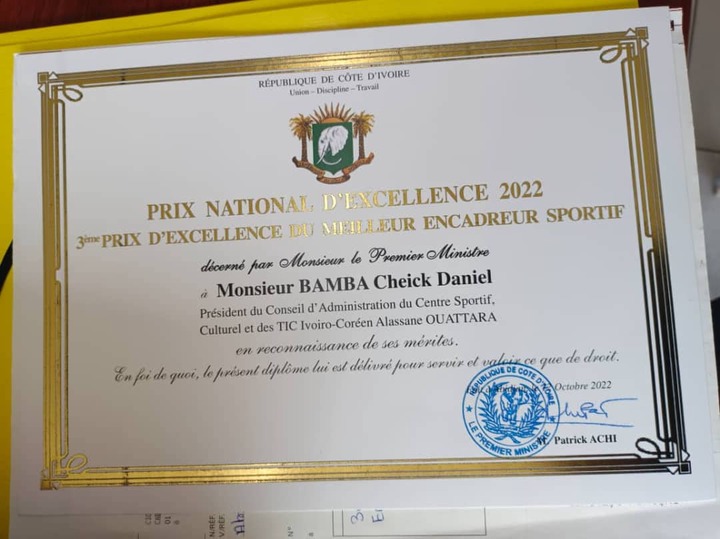 RÉPUBLIQUE DE CÔTE D'IVOIRE
Union – Discipline – Travail
PRIX NATIONAL D'EXCELLENCE 2022
3ème PRIX D'EXCELLENCE DU MEILLEUR ENCADREUR SPORTIF
décerné par Monsieur le Premier Ministre
à Monsieur BAMBA Cheick Daniel
Président du Conseil d'Administration du Centre Sportif,
Culturel et des TIC Ivoiro-Coréen Alassane OUATTARA
en reconnaissance de ses mérites.
En foi de quoi, le présent diplôme lui est délivré pour servir et valoir ce que de droit.
Octobre 2022
RÉPUBLIQUE DE CÔTE D'IVOIRE
LE PREMIER MINISTRE
Patrick ACHI
N/RÉF.
V/RÉF.
N°